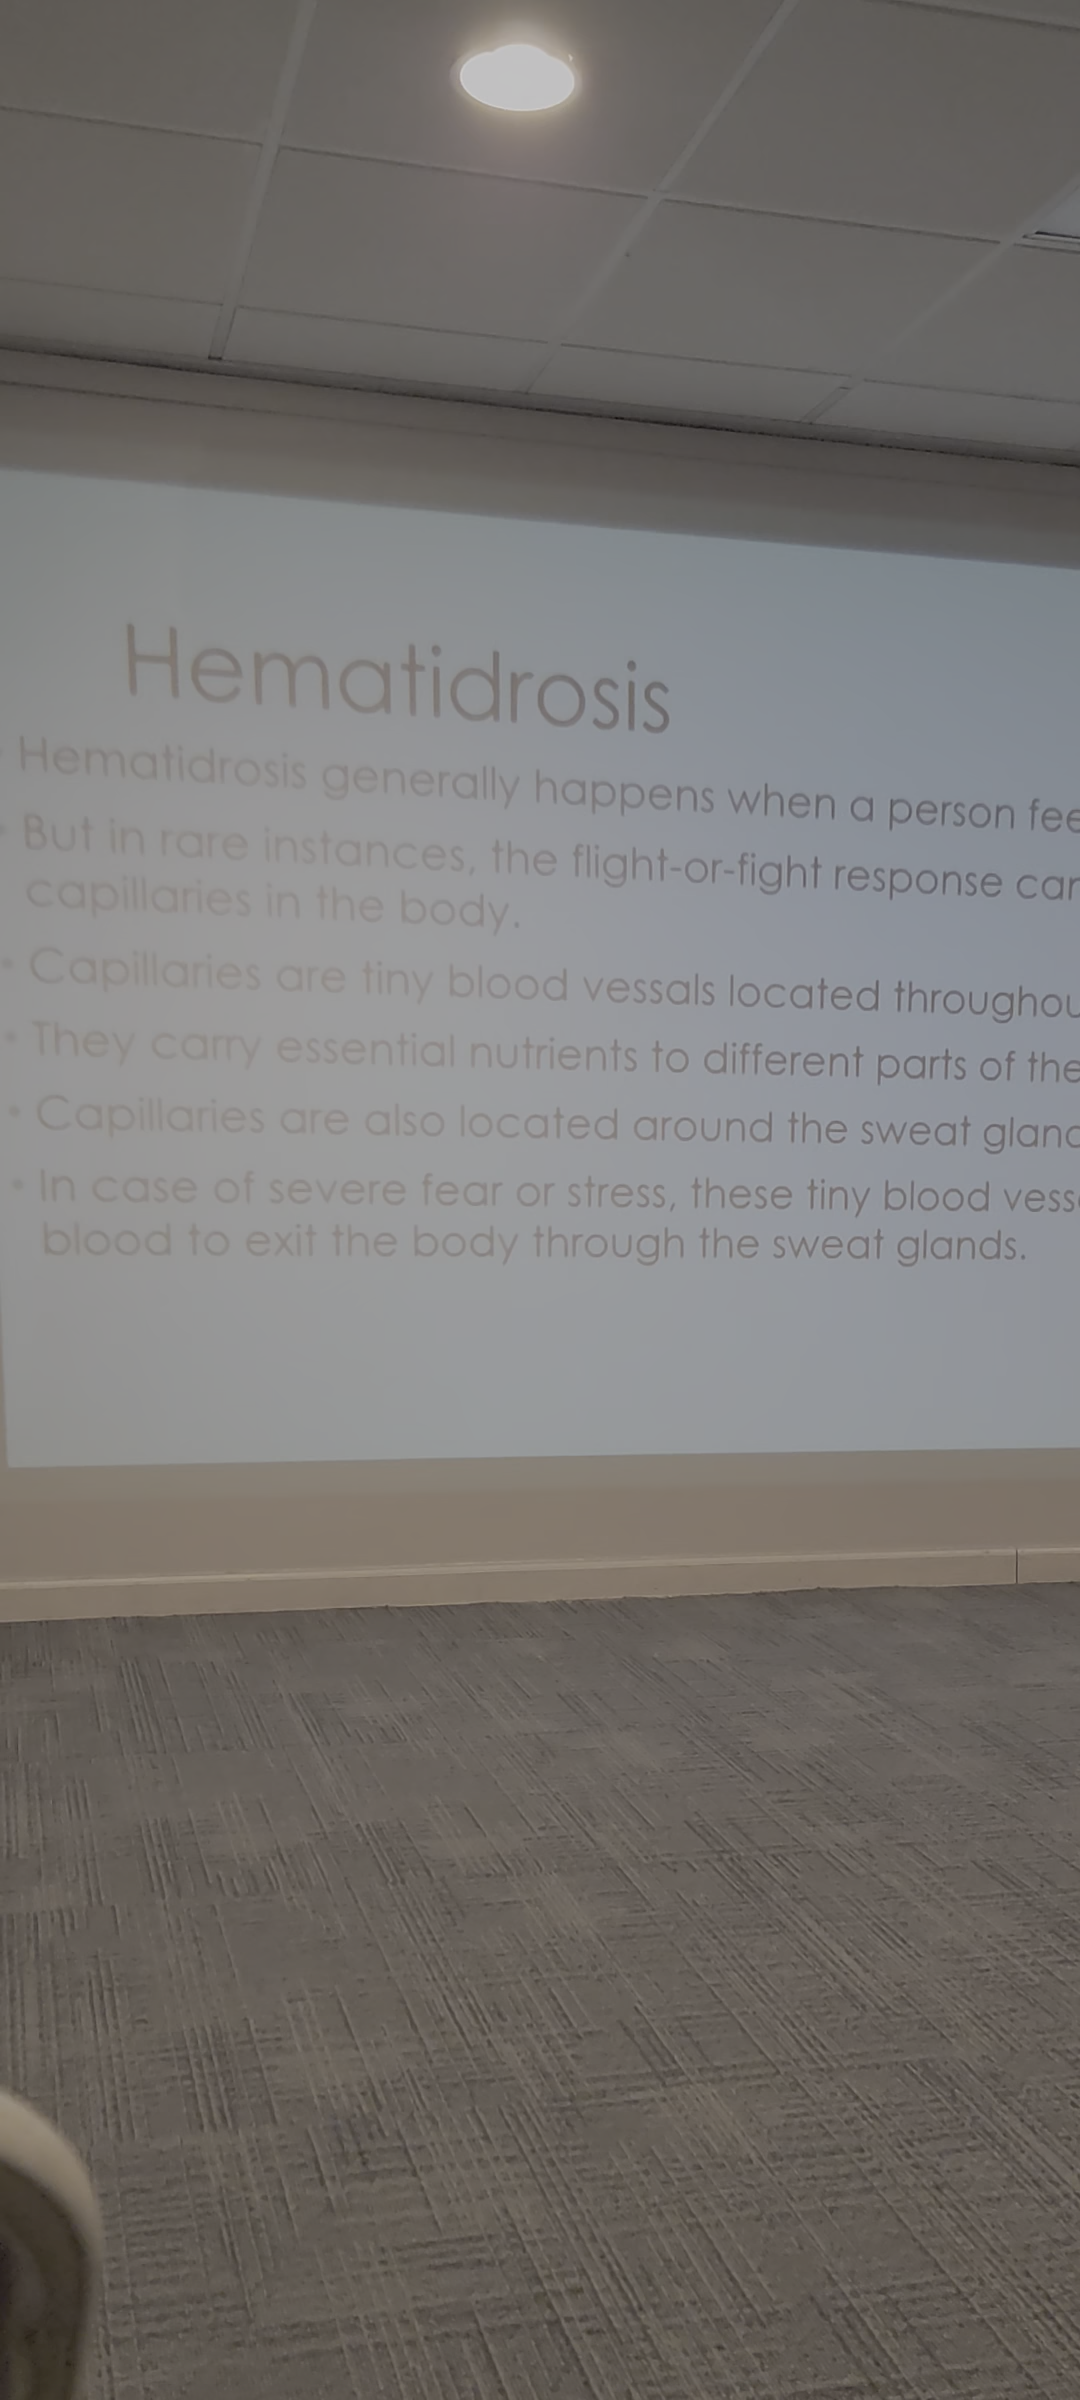 Hematidrosis
• Hematidrosis generally happens when a person fee
• But in rare instances, the flight-or-fight response car
capillaries in the body.
• Capillaries are tiny blood vessals located throughou
• They carry essential nutrients to different parts of the
• Capillaries are also located around the sweat gland
• In case of severe fear or stress, these tiny blood vess
blood to exit the body through the sweat glands.